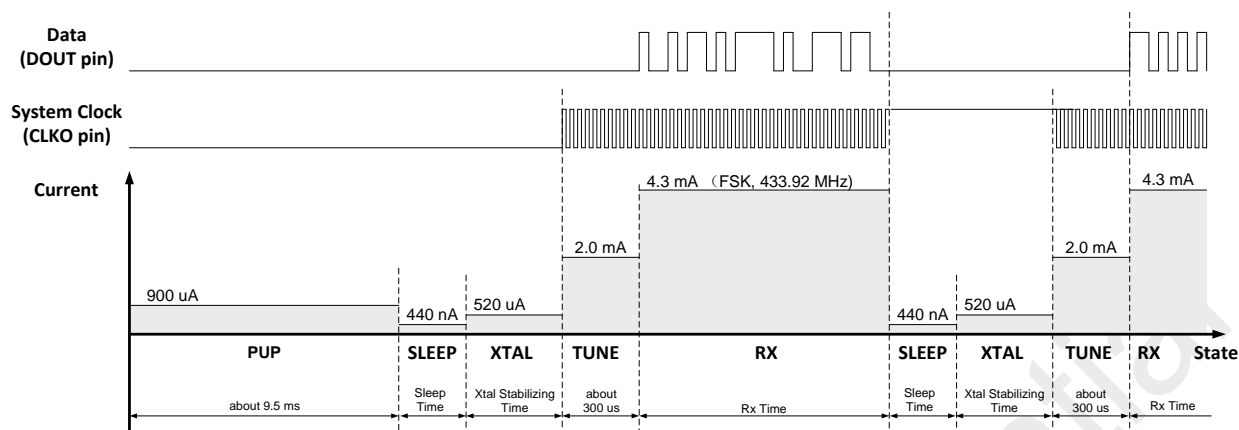 Data
(DOUT pin)
System Clock
(CLKO pin)
Current
4.3 mA （FSK, 433.92 MHz)
4.3 mA
2.0 mA
2.0 mA
900 uA
440 nA
520 uA
440 nA
520 uA
PUP
SLEEP
XTAL
TUNE
RX
SLEEP
XTAL
TUNE
RX
State
about 9.5 ms
Sleep
Time
Xtal Stabilizing
Time
about
300 us
Rx Time
Sleep
Time
Xtal Stabilizing
Time
about
300 us
Rx Time